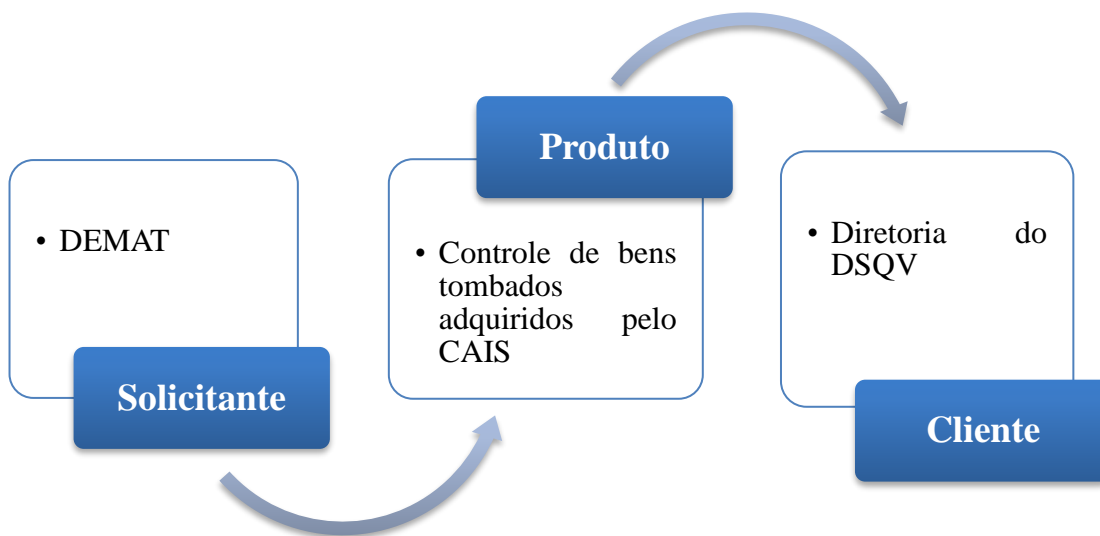 • DEMAT
Solicitante
Produto
• Controle de bens
tombados
adquiridos pelo
CAIS
• Diretoria do
DSQV
Cliente